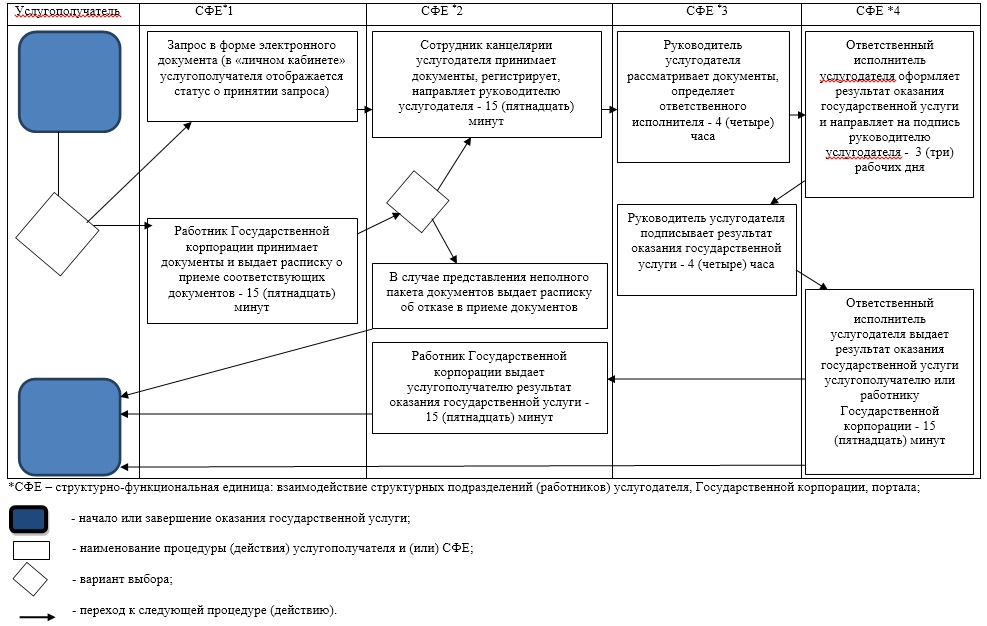 Услугополучатель
СФЕ*1
СФЕ *2
СФЕ *3
СФЕ *4
Запрос в форме электронного
документа (в «личном кабинете»
услугополучателя отображается
статус о принятии запроса)
Сотрудник канцелярии
услугодателя принимает
документы, регистрирует,
направляет руководителю
услугодателя - 15 (пятнадцать)
минут
Руководитель
услугодателя
рассматривает документы,
определяет
ответственного
исполнителя - 4 (четыре)
часа
Ответственный
исполнитель
услугодателя оформляет
результат оказания
государственной услуги
и направляет на подпись
руководителю
услугодателя - 3 (три)
рабочих дня
Работник Государственной
корпорации принимает
документы и выдает расписку о
приеме соответствующих
документов - 15 (пятнадцать)
минут
Руководитель услугодателя
подписывает результат
оказания государственной
услуги - 4 (четыре) часа
В случае представления неполного
пакета документов выдает расписку
об отказе в приеме документов
Ответственный
исполнитель
услугодателя выдает
результат оказания
государственной услуги
услугополучателю или
работнику
Государственной
корпорации - 15
(пятнадцать) минут
Работник Государственной
корпорации выдает
услугополучателю результат
оказания государственной услуги -
15 (пятнадцать) минут
*СФЕ – структурно-функциональная единица: взаимодействие структурных подразделений (работников) услугодателя, Государственной корпорации, портала;
- начало или завершение оказания государственной услуги;
- наименование процедуры (действия) услугополучателя и (или) СФЕ;
- вариант выбора;
- переход к следующей процедуре (действию).